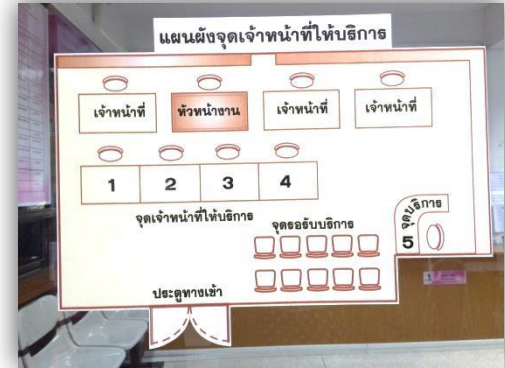 แผนผังจุดเจ้าหน้าที่ให้บริการ
เจ้าหน้าที่
หัวหน้างาน
เจ้าหน้าที่
เจ้าหน้าที่
1 2 3 4
จุดเจ้าหน้าที่ให้บริการ
จุดรอรับบริการ
จุดบริการ
5
ประตูทางเข้า